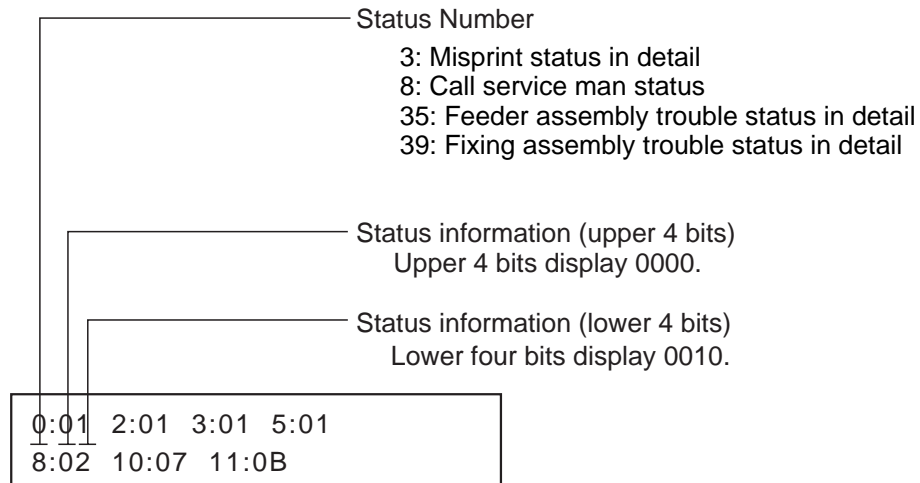 Status Number
3: Misprint status in detail
8: Call service man status
35: Feeder assembly trouble status in detail
39: Fixing assembly trouble status in detail
Status information (upper 4 bits)
Upper 4 bits display 0000.
Status information (lower 4 bits)
Lower four bits display 0010.
0:01 2:01 3:01 5:01
8:02 10:07 11:0B